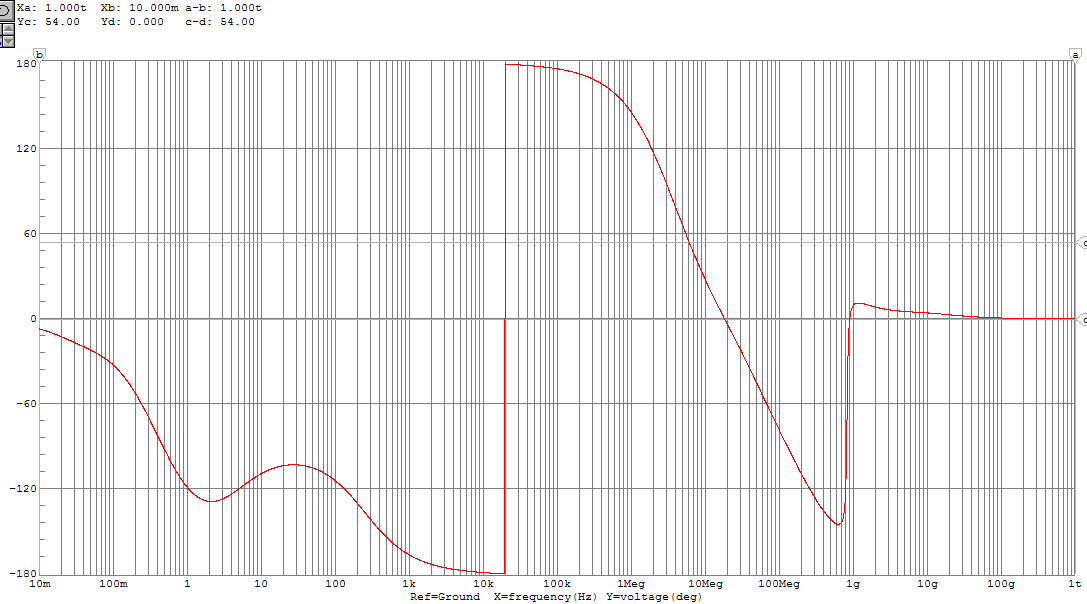 Xa: 1.000t Xb: 10.000m a-b: 1.000t
Yc: 54.00 Yd: 0.000 c-d: 54.00
b
a
180
120
60
c
0
-60
-120
-180
10m 100m 1 10 100 1k 10k 100k 1Meg 10Meg 100Meg 1g 10g 100g 1t
Ref=Ground X=frequency(Hz) Y=voltage(deg)